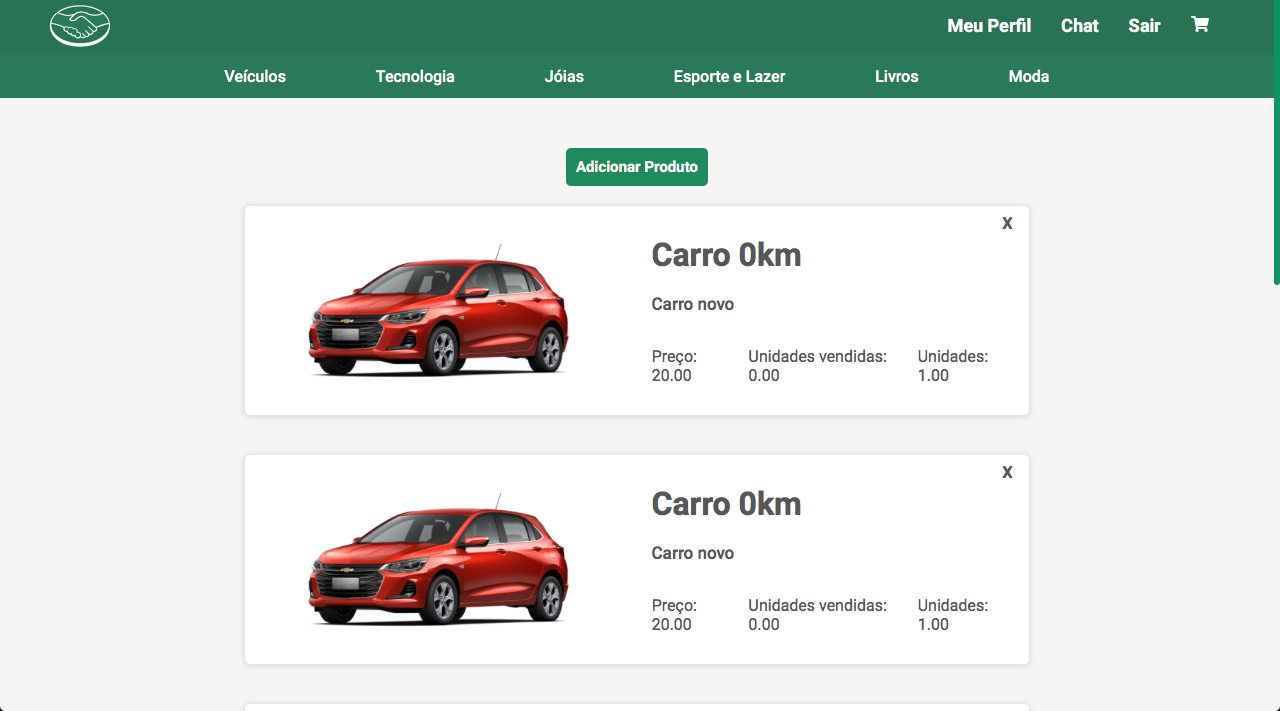 Meu Perfil Chat Sair
Veículos Tecnologia Jóias Esporte e Lazer Livros Moda
Adicionar Produto
X
Carro 0km
Carro novo
Preço: Unidades vendidas: Unidades:
20.00 0.00 1.00
X
Carro 0km
Carro novo
Preço: Unidades vendidas: Unidades:
20.00 0.00 1.00